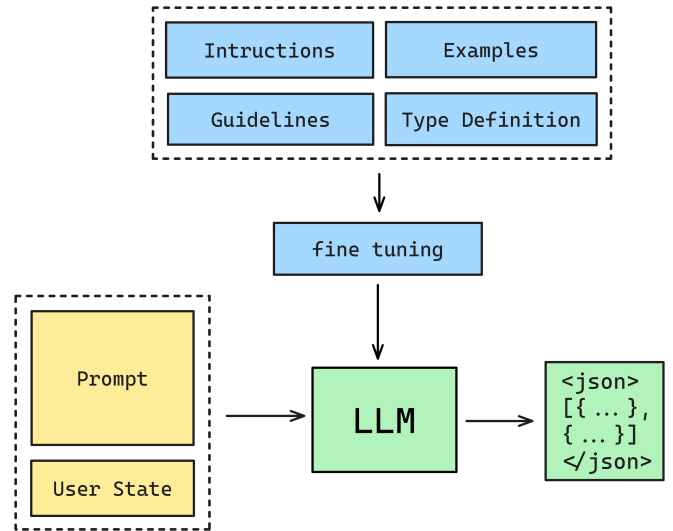 Intructions
Examples
Guidelines
Type Definition
fine tuning
Prompt
User State
LLM
<json>
[{ ... },
{ ... }]
</json>